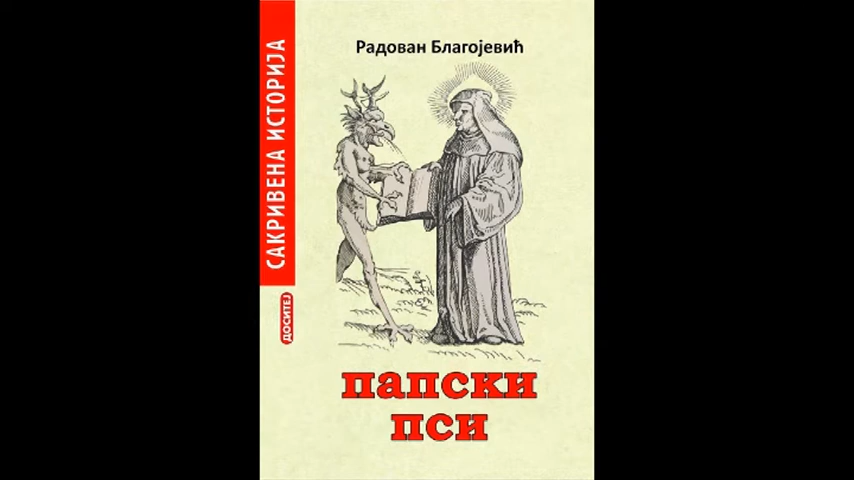 Радован Благојевић
САКРИВЕНА ИСТОРИЈА
ДОСИТЕЈ
папски
пси